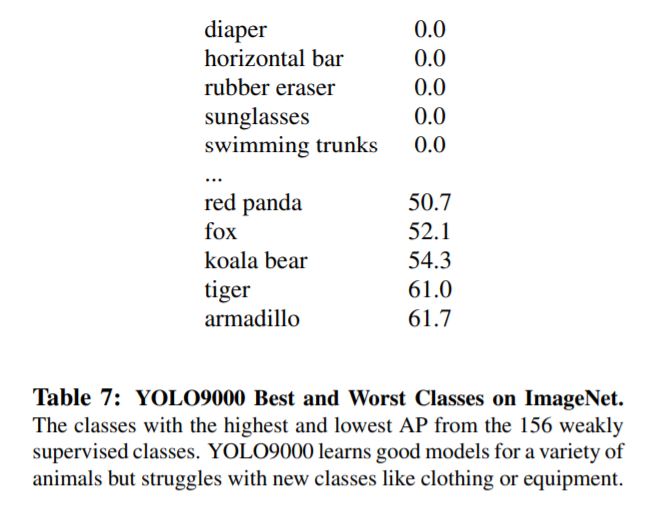 diaper 0.0
horizontal bar 0.0
rubber eraser 0.0
sunglasses 0.0
swimming trunks 0.0
...
red panda 50.7
fox 52.1
koala bear 54.3
tiger 61.0
armadillo 61.7
Table 7: YOLO9000 Best and Worst Classes on ImageNet.
The classes with the highest and lowest AP from the 156 weakly
supervised classes. YOLO9000 learns good models for a variety of
animals but struggles with new classes like clothing or equipment.